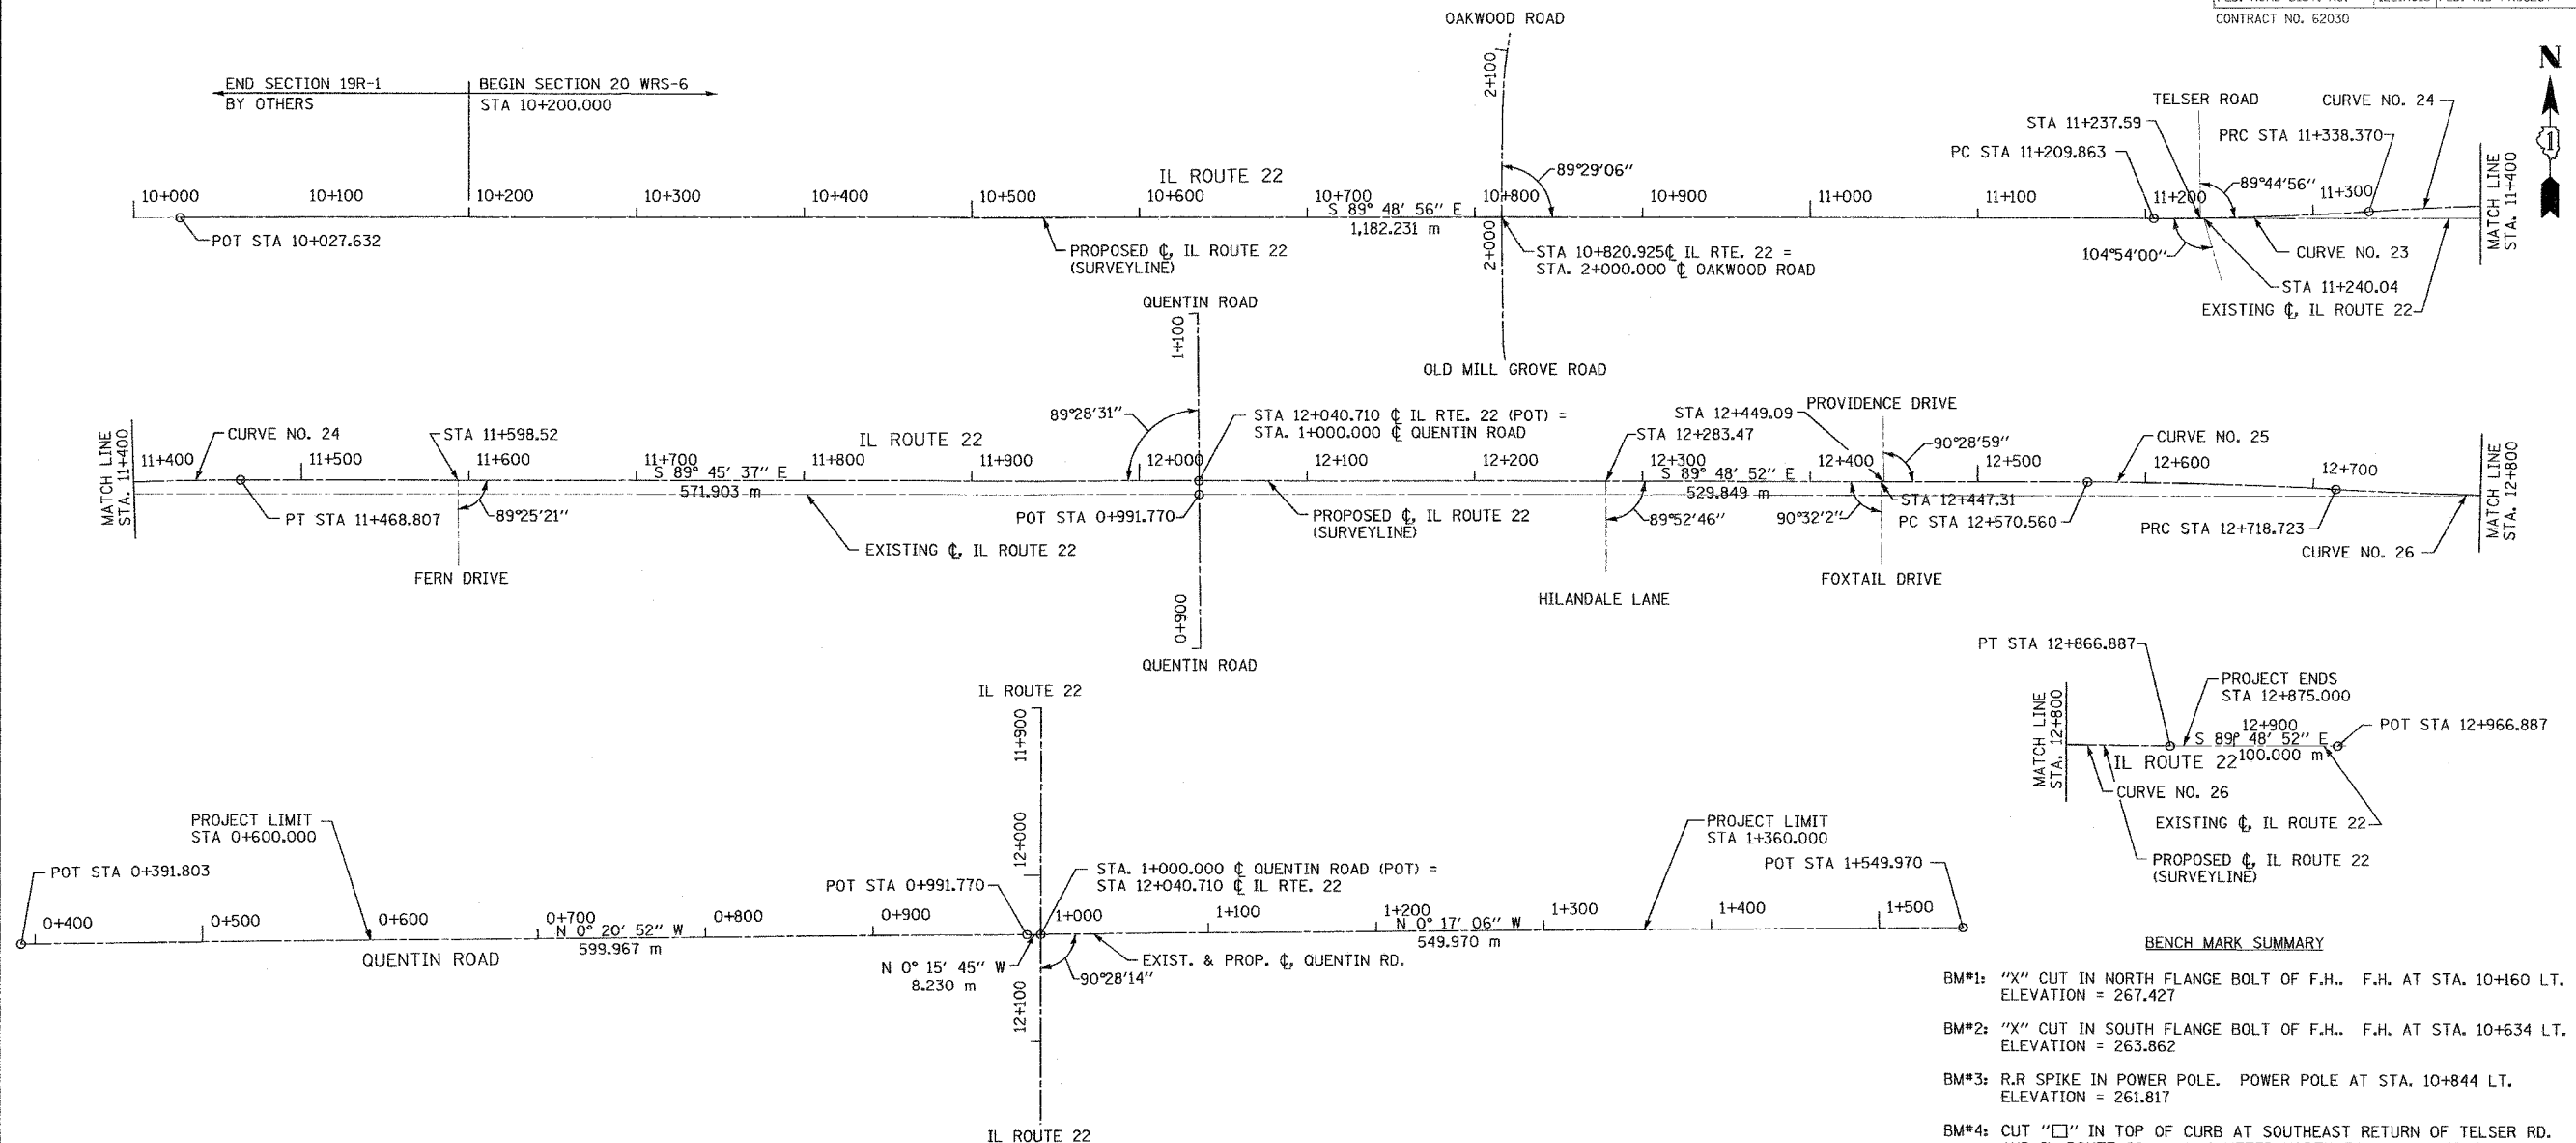 CONTRACT NO. 62030
N
1
OAKWOOD ROAD
2+100
END SECTION 19R-1
BY OTHERS
BEGIN SECTION 20 WRS-6
STA 10+200.000
TELSER ROAD
CURVE NO. 24
STA 11+237.59
PRC STA 11+338.370
PC STA 11+209.863
89°29'06"
89°44'56"
IL ROUTE 22
10+000
10+100
10+200
10+300
10+400
10+500
10+600
10+700
10+800
10+900
11+000
11+100
11+200
11+300
S 89° 48' 56" E
1,182.231 m
MATCH LINE
STA. 11+400
POT STA 10+027.632
PROPOSED ℄, IL ROUTE 22
(SURVEYLINE)
2+000
STA 10+820.925℄ IL RTE. 22 =
STA. 2+000.000 ℄ OAKWOOD ROAD
104°54'00"
CURVE NO. 23
STA 11+240.04
EXISTING ℄, IL ROUTE 22
OLD MILL GROVE ROAD
QUENTIN ROAD
1+100
MATCH LINE
STA. 11+400
CURVE NO. 24
STA 11+598.52
IL ROUTE 22
89°28'31"
STA 12+040.710 ℄ IL RTE. 22 (POT) =
STA. 1+000.000 ℄ QUENTIN ROAD
STA 12+449.09
PROVIDENCE DRIVE
STA 12+283.47
90°28'59"
CURVE NO. 25
11+400
11+500
11+600
11+700
11+800
11+900
12+000
12+100
12+200
12+300
12+400
12+500
12+600
12+700
S 89° 45' 37" E
571.903 m
S 89° 48' 52" E
529.849 m
MATCH LINE
STA. 12+800
PT STA 11+468.807
89°25'21"
EXISTING ℄, IL ROUTE 22
POT STA 0+991.770
PROPOSED ℄, IL ROUTE 22
(SURVEYLINE)
89°52'46"
90°32'2"
STA 12+447.31
PC STA 12+570.560
PRC STA 12+718.723
CURVE NO. 26
FERN DRIVE
0+900
QUENTIN ROAD
HILANDALE LANE
FOXTAIL DRIVE
PT STA 12+866.887
PROJECT ENDS
STA 12+875.000
MATCH LINE
STA. 12+800
12+900
POT STA 12+966.887
S 89° 48' 52" E
100.000 m
IL ROUTE 22
CURVE NO. 26
EXISTING ℄, IL ROUTE 22
PROPOSED ℄, IL ROUTE 22
(SURVEYLINE)
IL ROUTE 22
11+900
12+000
PROJECT LIMIT
STA 0+600.000
POT STA 0+391.803
POT STA 0+991.770
STA. 1+000.000 ℄ QUENTIN ROAD (POT) =
STA 12+040.710 ℄ IL RTE. 22
PROJECT LIMIT
STA 1+360.000
POT STA 1+549.970
0+400
0+500
0+600
0+700
0+800
0+900
1+000
1+100
1+200
1+300
1+400
1+500
N 0° 20' 52" W
599.967 m
N 0° 17' 06" W
549.970 m
QUENTIN ROAD
N 0° 15' 45" W
8.230 m
90°28'14"
EXIST. & PROP. ℄, QUENTIN RD.
12+100
IL ROUTE 22
BENCH MARK SUMMARY
BM#1: "X" CUT IN NORTH FLANGE BOLT OF F.H.. F.H. AT STA. 10+160 LT.
ELEVATION = 267.427
BM#2: "X" CUT IN SOUTH FLANGE BOLT OF F.H.. F.H. AT STA. 10+634 LT.
ELEVATION = 263.862
BM#3: R.R SPIKE IN POWER POLE. POWER POLE AT STA. 10+844 LT.
ELEVATION = 261.817
BM#4: CUT "□" IN TOP OF CURB AT SOUTHEAST RETURN OF TELSER RD.